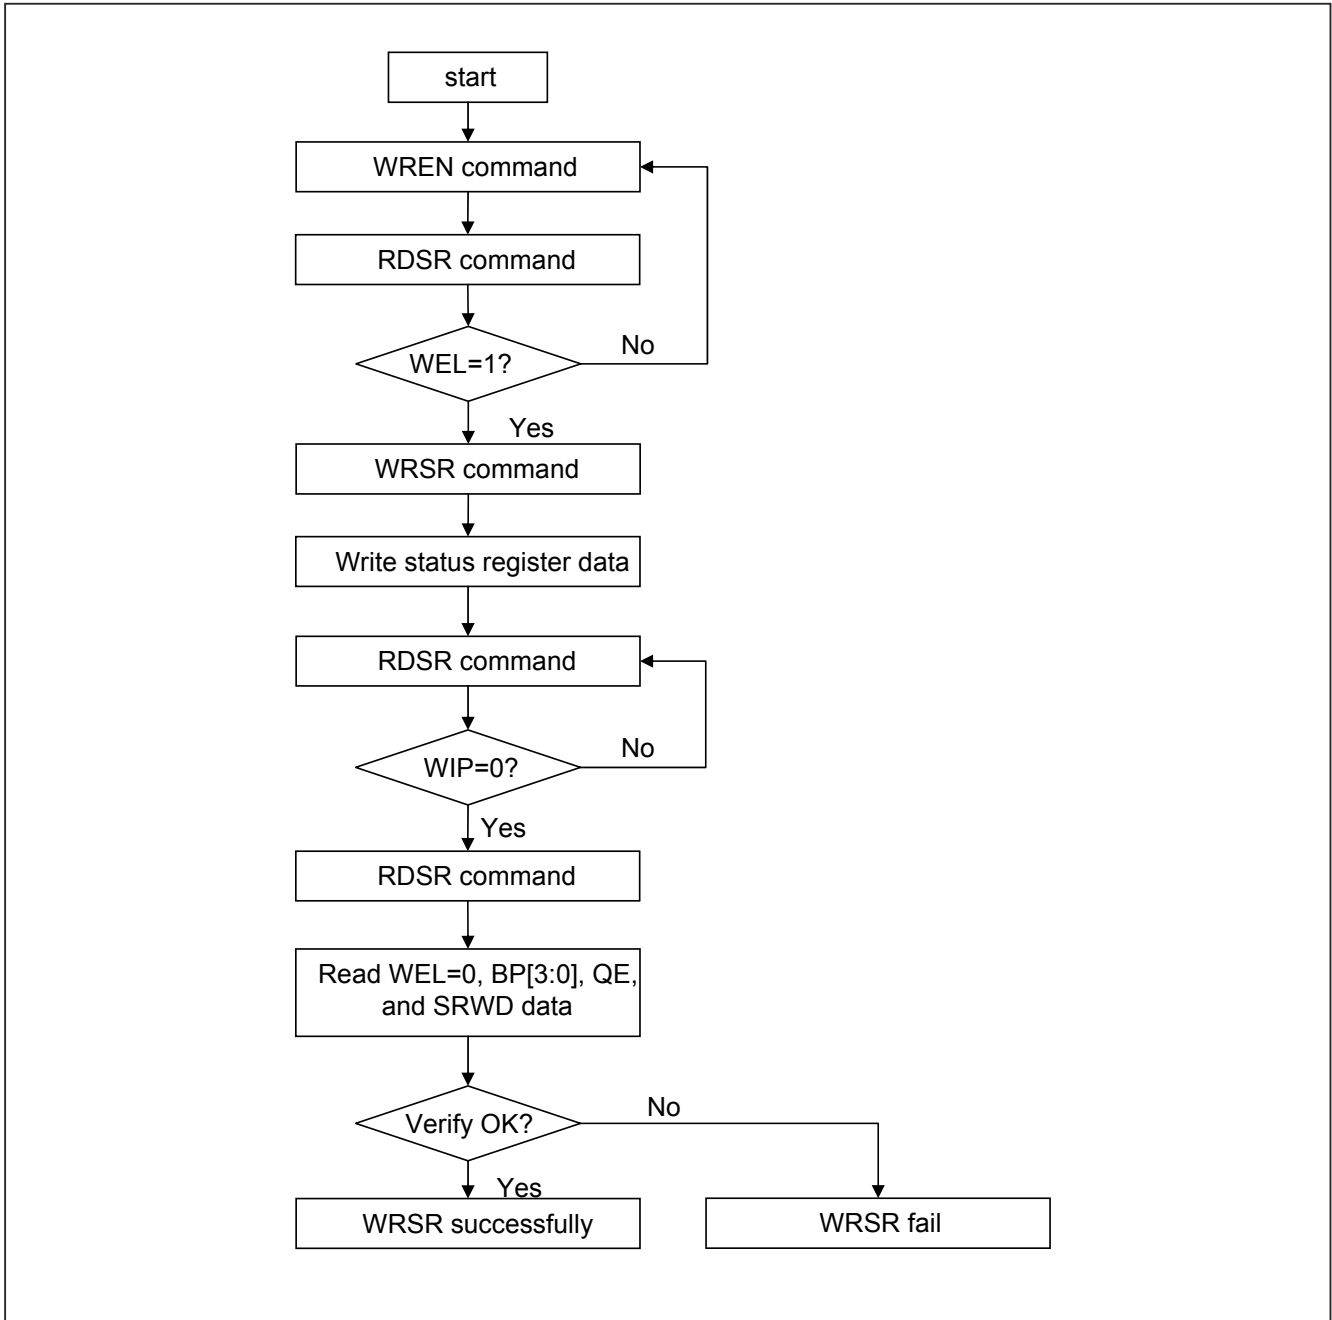 start
WREN command
RDSR command
WEL=1?
No
Yes
WRSR command
Write status register data
RDSR command
WIP=0?
No
Yes
RDSR command
Read WEL=0, BP[3:0], QE,
and SRWD data
Verify OK?
No
Yes
WRSR successfully
WRSR fail